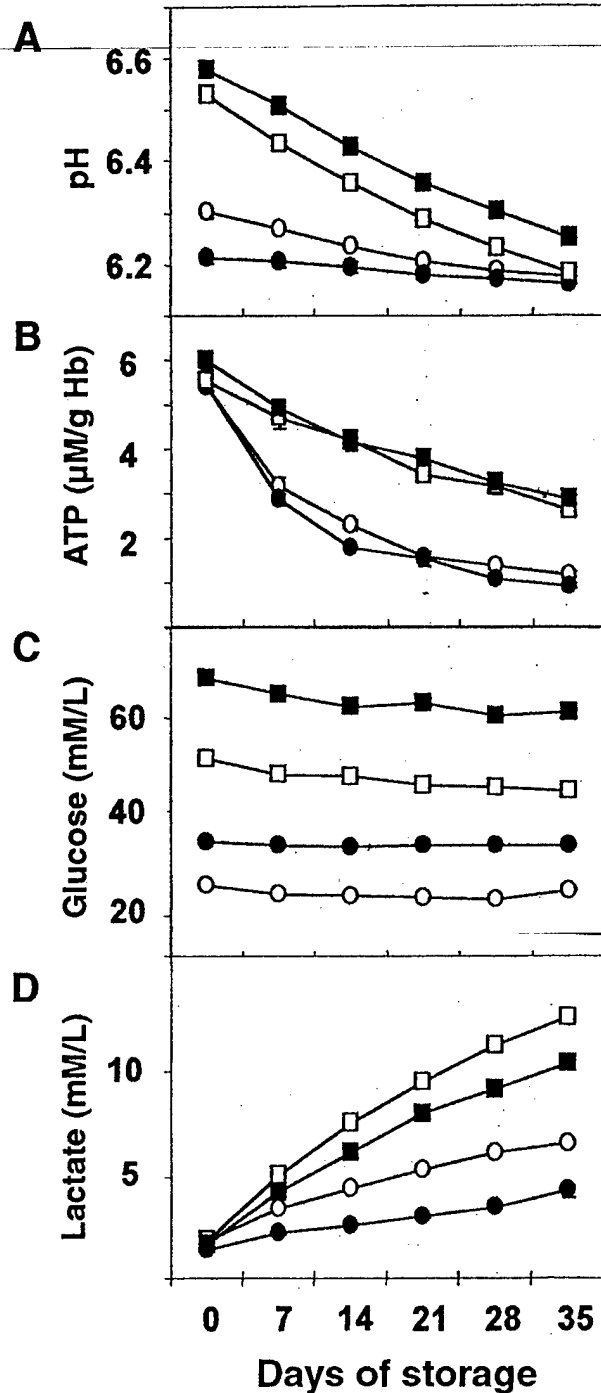 A
pH
6.6
6.4
6.2
B
ATP (µM/g Hb)
6
4
2
C
Glucose (mM/L)
60
40
20
D
Lactate (mM/L)
10
5
0 7 14 21 28 35
Days of storage